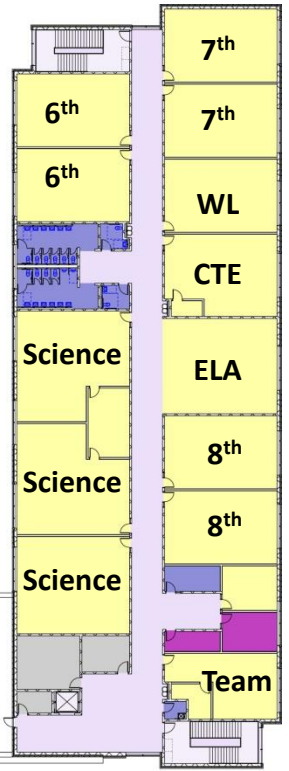 7th
6th
7th
6th
WL
CTE
Science
ELA
8th
Science
8th
Science
Team